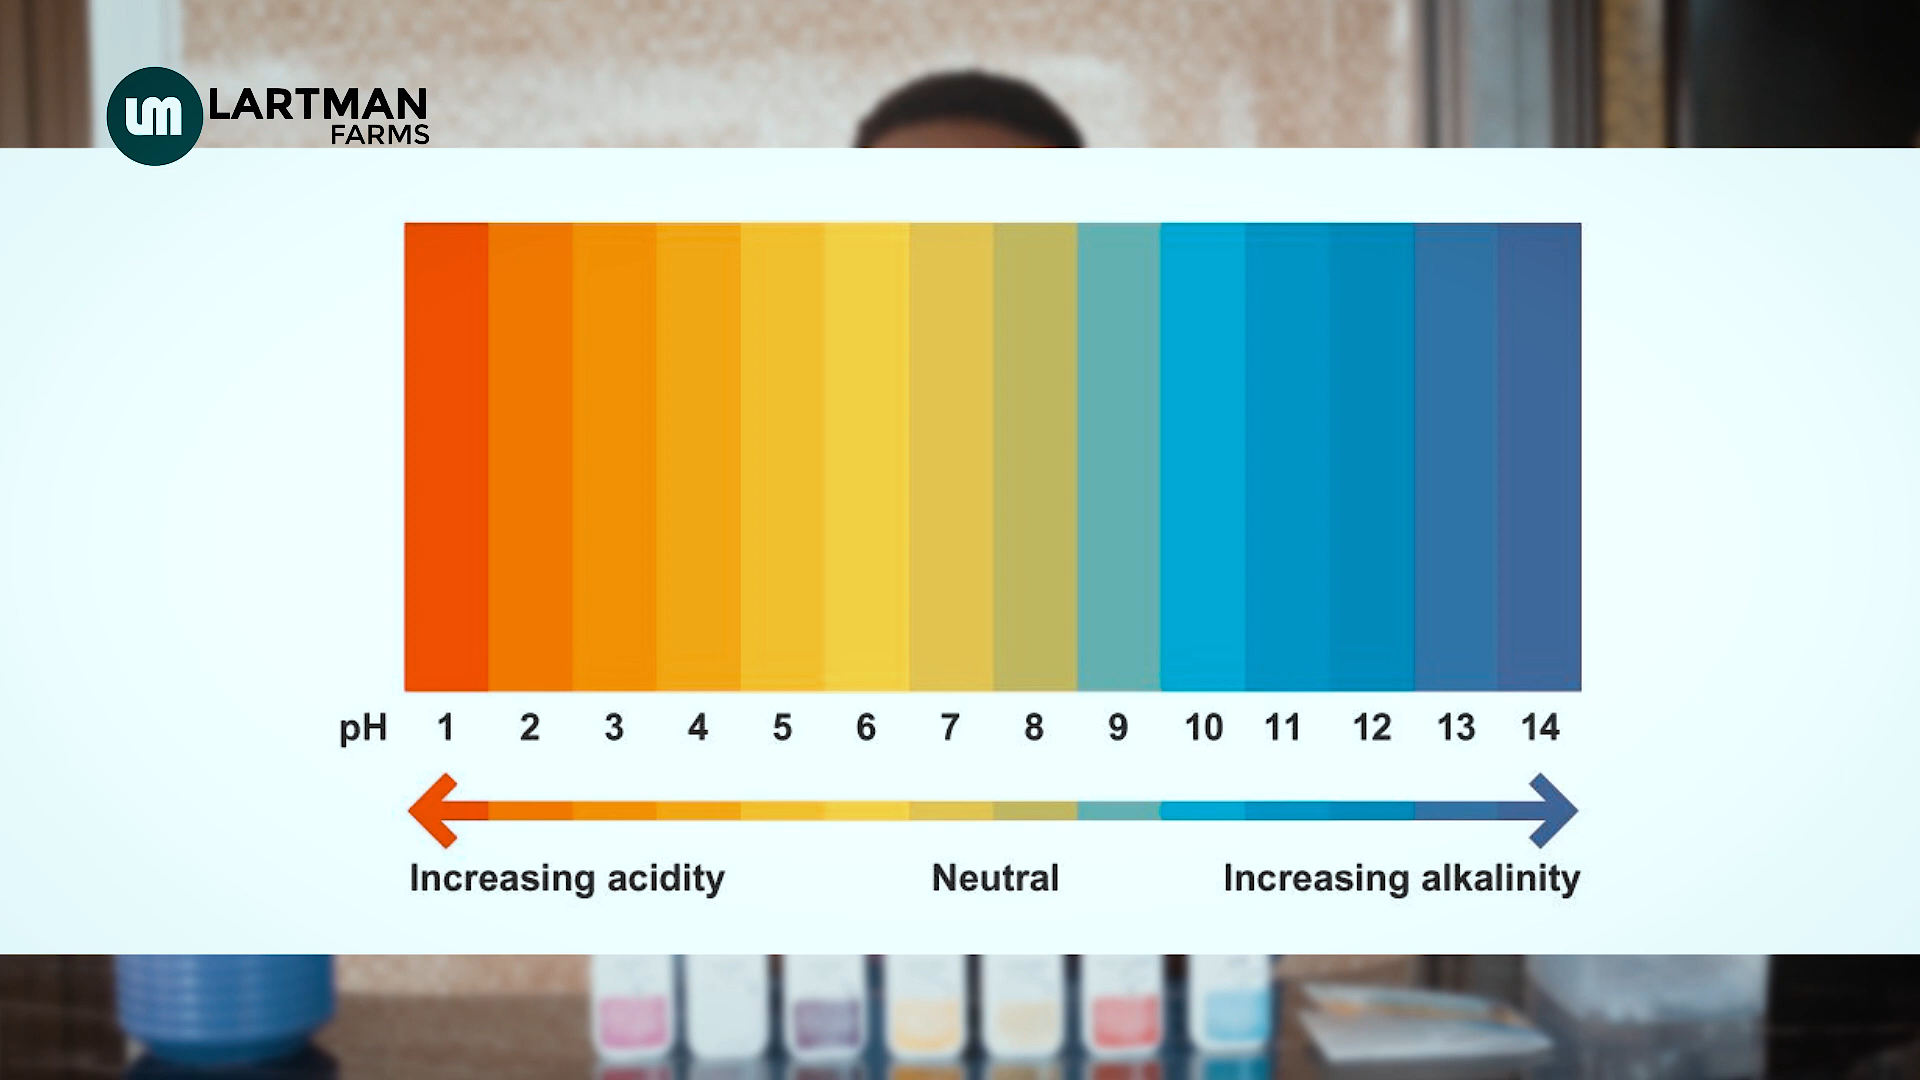 LARTMAN
FARMS
pH 1 2 3 4 5 6 7 8 9 10 11 12 13 14
Increasing acidity Neutral Increasing alkalinity